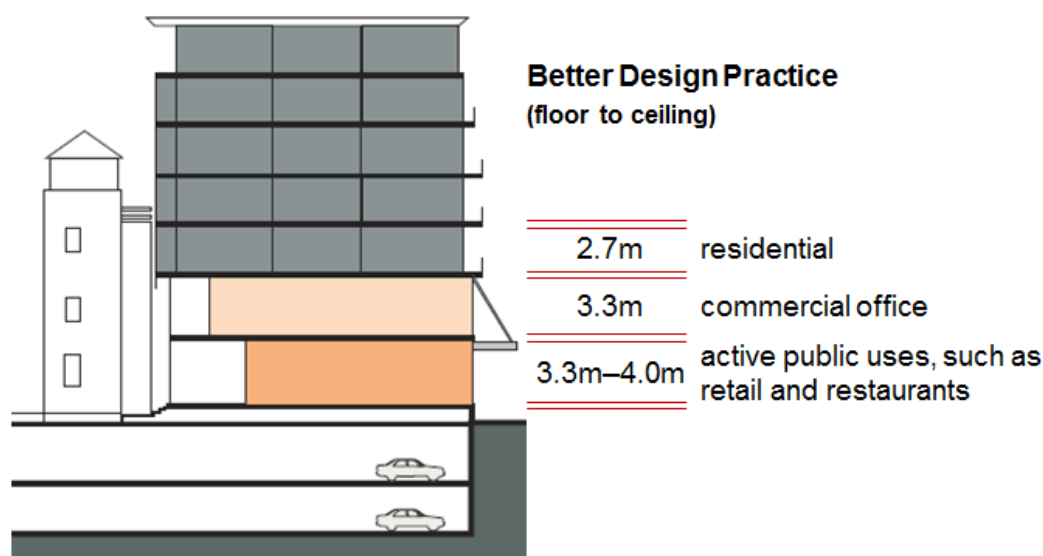 Better Design Practice
(floor to ceiling)
2.7m residential
3.3m commercial office
3.3m–4.0m active public uses, such as
retail and restaurants